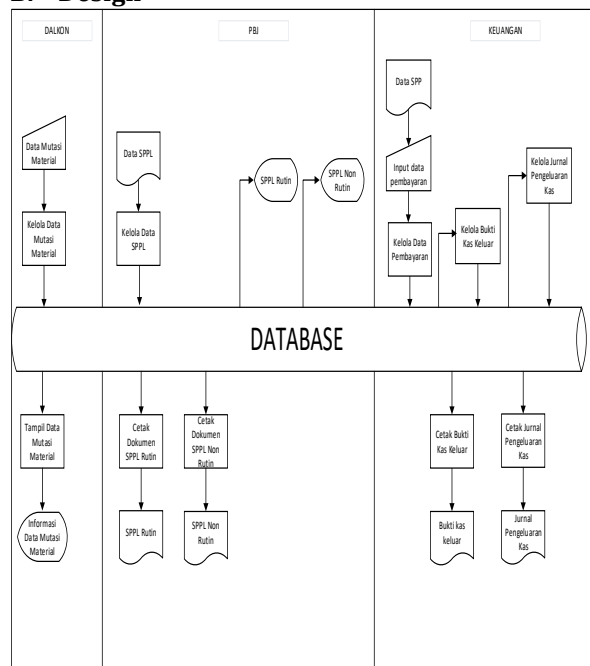 B. Design
DALKON
PBJ
KEUANGAN
Data SPP
Data Mutasi
Material
Data SPPL
SPPL Rutin
SPPL Non
Rutin
Input data
pembayaran
Kelola Jurnal
Pengeluaran
Kas
Kelola Data
Mutasi
Material
Kelola Data
SPPL
Kelola Data
Pembayaran
Kelola Bukti
Kas Keluar
DATABASE
Tampil Data
Mutasi
Material
Cetak
Dokumen
SPPL Rutin
Cetak
Dokumen
SPPL Non
Rutin
Cetak Bukti
Kas Keluar
Cetak Jurnal
Pengeluaran
Kas
Informasi
Data Mutasi
Material
SPPL Rutin
SPPL Non
Rutin
Bukti kas
keluar
Jurnal
Pengeluaran
Kas